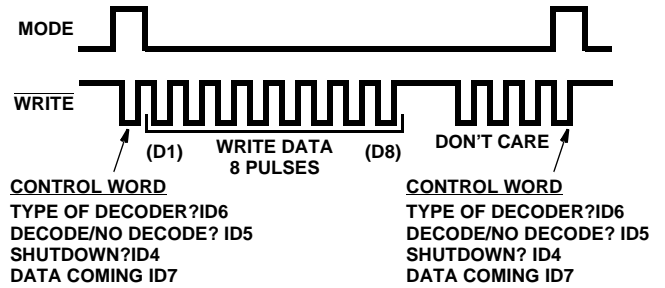 MODE
WRITE
(D1) WRITE DATA 8 PULSES (D8)
DON'T CARE
CONTROL WORD
TYPE OF DECODER?ID6
DECODE/NO DECODE? ID5
SHUTDOWN?ID4
DATA COMING ID7
CONTROL WORD
TYPE OF DECODER?ID6
DECODE/NO DECODE? ID5
SHUTDOWN? ID4
DATA COMING ID7